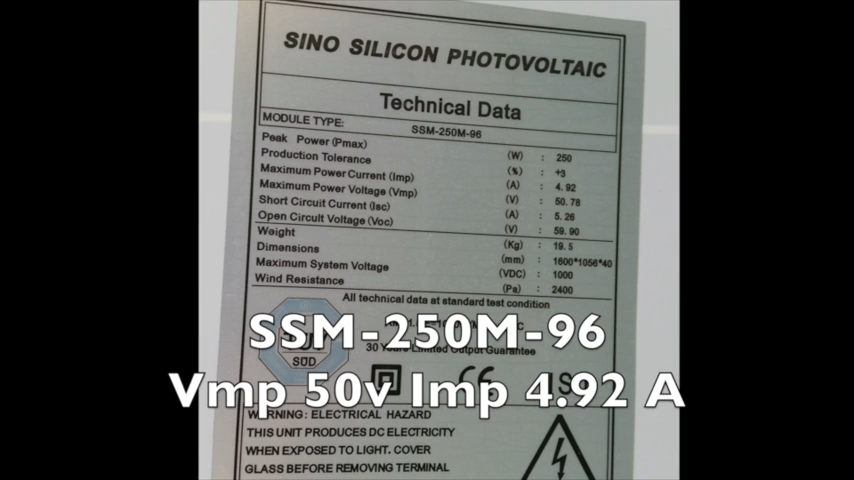 SINO SILICON PHOTOVOLTAIC
Technical Data
MODULE TYPE: SSM-250M-96
Peak Power (Pmax) (W) : 250
Production Tolerance (%) : +3
Maximum Power Current (Imp) (A) : 4.92
Maximum Power Voltage (Vmp) (V) : 50.78
Short Circuit Current (Isc) (A) : 5.26
Open Circuit Voltage (Voc) (V) : 59.90
Weight (Kg) : 19.5
Dimensions (mm) : 1600*1056*40
Maximum System Voltage (VDC) : 1000
Wind Resistance (Pa) : 2400
All technical data at standard test condition
SSM-250M-96
30 Years Limited Output Guarantee
SÜD
Vmp 50v Imp 4.92 A
WARNING: ELECTRICAL HAZARD
THIS UNIT PRODUCES DC ELECTRICITY
WHEN EXPOSED TO LIGHT. COVER
GLASS BEFORE REMOVING TERMINAL